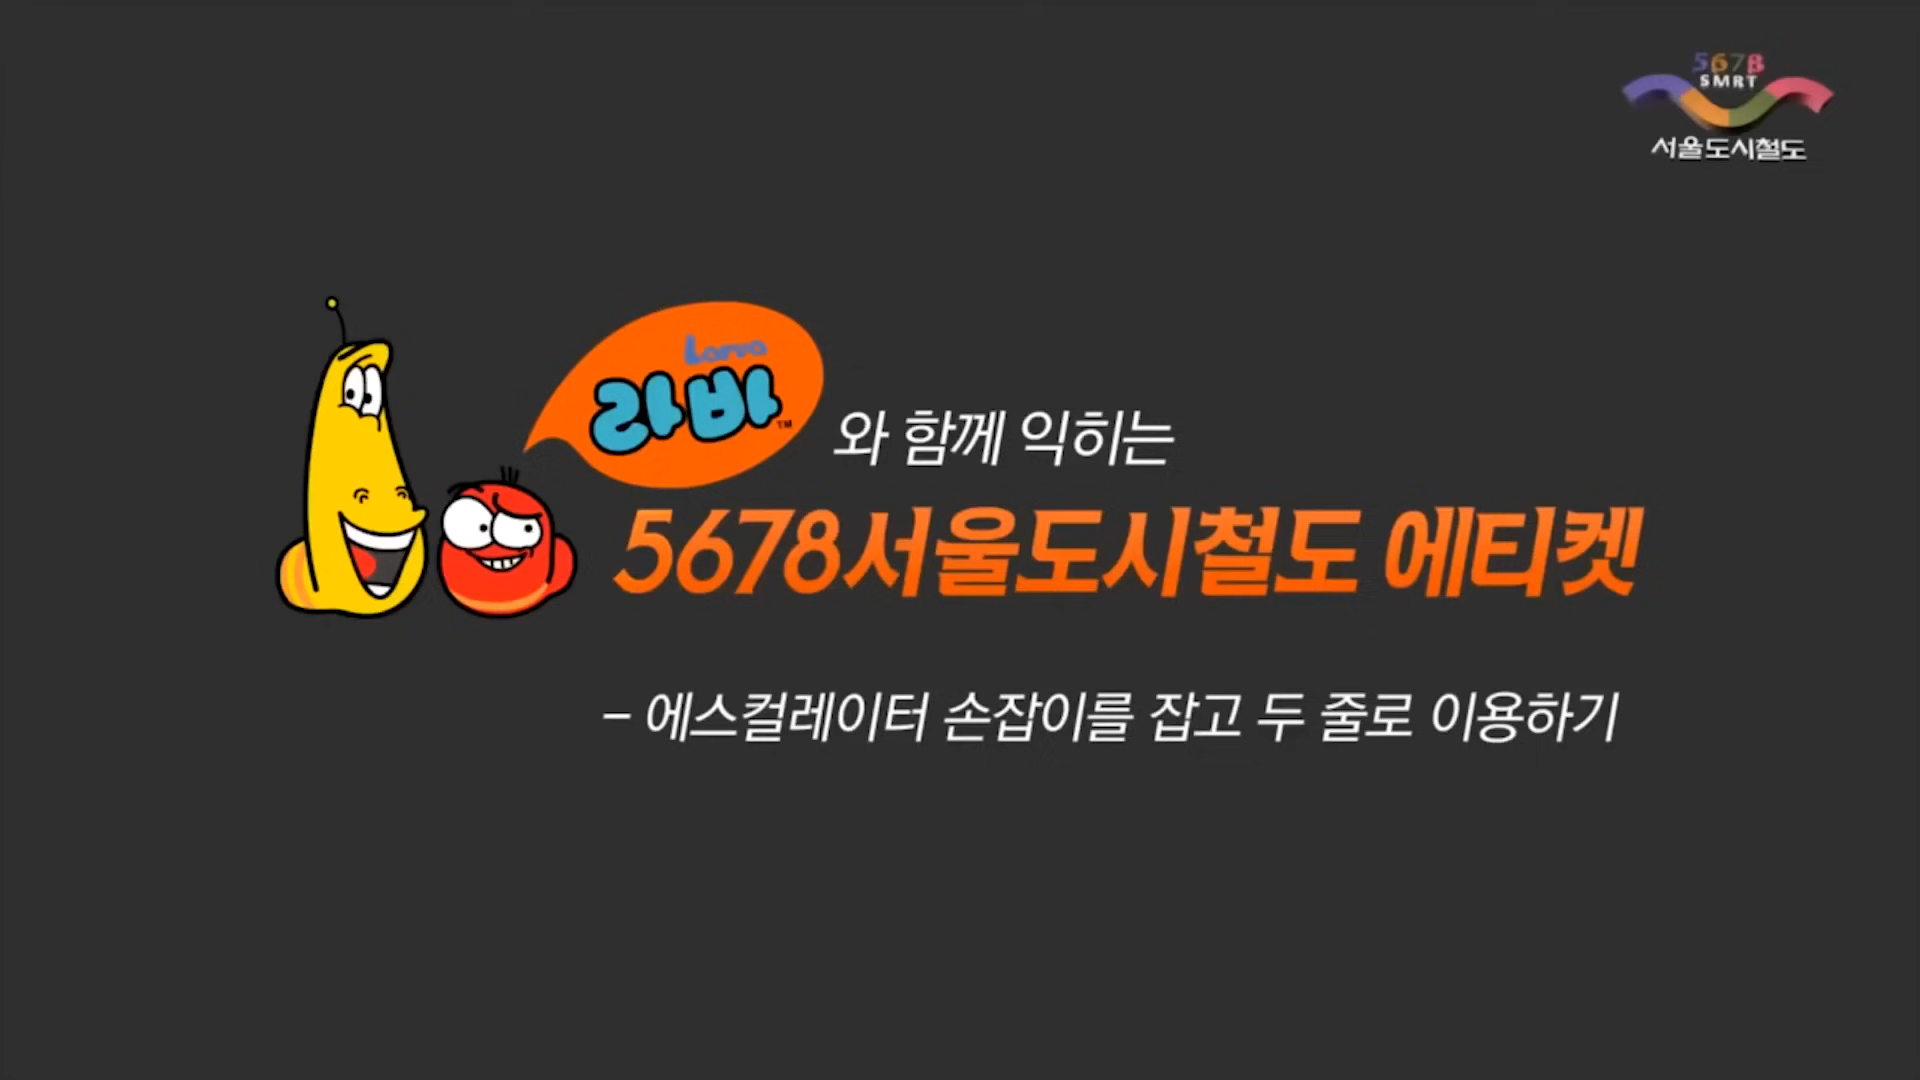 5678
SMRT
서울도시철도
Larva
라바™
와 함께 익히는
5678서울도시철도 에티켓
- 에스컬레이터 손잡이를 잡고 두 줄로 이용하기